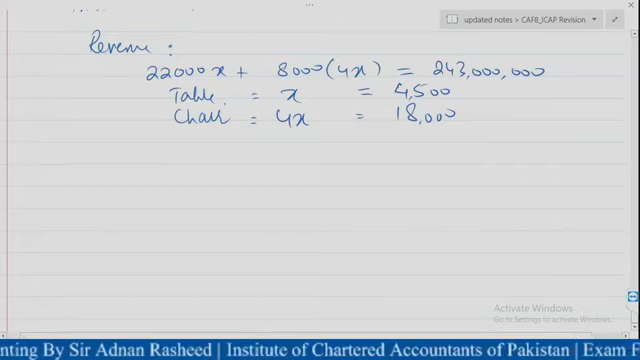 updated notes > CAF8_ICAP Revision
Revenue :
22000x + 8000 (4x) = 243,000,000
Table = x = 4,500
Chair = 4x = 18,000
Activate Windows
Go to Settings to activate Windows.
nting By Sir Adnan Rasheed | Institute of Chartered Accountants of Pakistan | Exam F